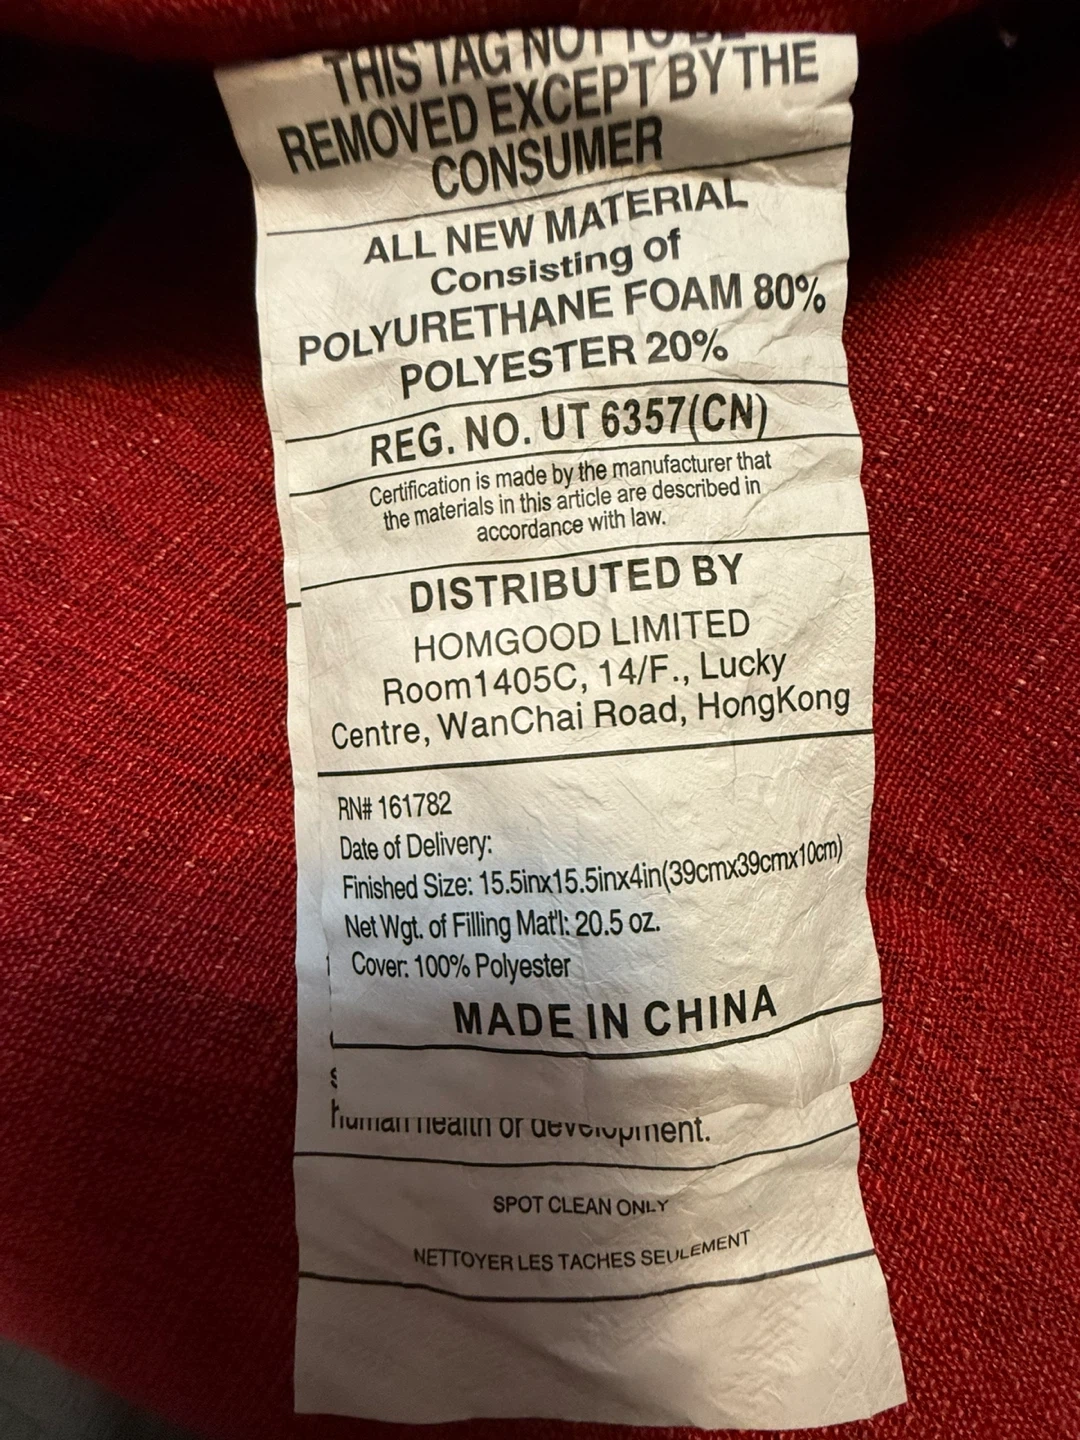 THIS TAG NOT TO BE
REMOVED EXCEPT BY THE
CONSUMER
ALL NEW MATERIAL
Consisting of
POLYURETHANE FOAM 80%
POLYESTER 20%
REG. NO. UT 6357(CN)
Certification is made by the manufacturer that
the materials in this article are described in
accordance with law.
DISTRIBUTED BY
HOMGOOD LIMITED
Room1405C, 14/F., Lucky
Centre, WanChai Road, HongKong
RN# 161782
Date of Delivery:
Finished Size: 15.5inx15.5inx4in(39cmx39cmx10cm)
Net Wgt. of Filling Mat'l: 20.5 oz.
Cover: 100% Polyester
MADE IN CHINA
human health or development.
SPOT CLEAN ONLY
NETTOYER LES TACHES SEULEMENT